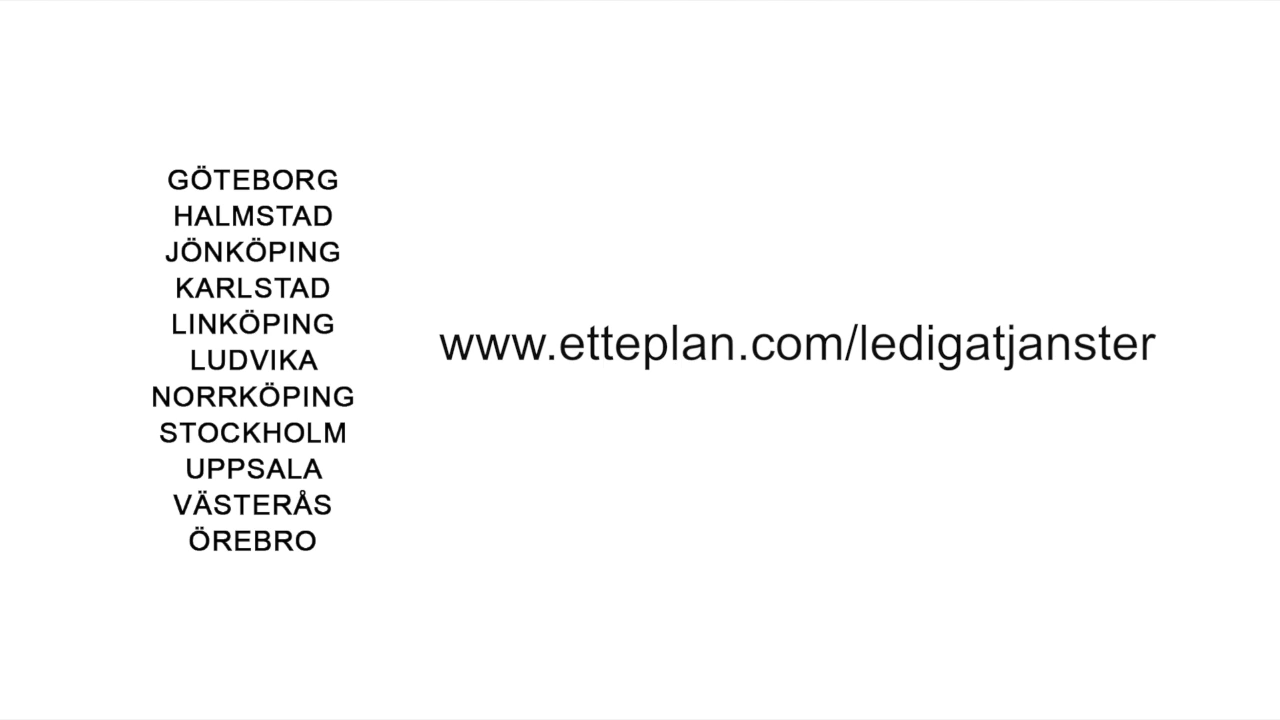 GÖTEBORG
HALMSTAD
JÖNKÖPING
KARLSTAD
LINKÖPING
LUDVIKA
NORRKÖPING
STOCKHOLM
UPPSALA
VÄSTERÅS
ÖREBRO
www.etteplan.com/ledigatjanster